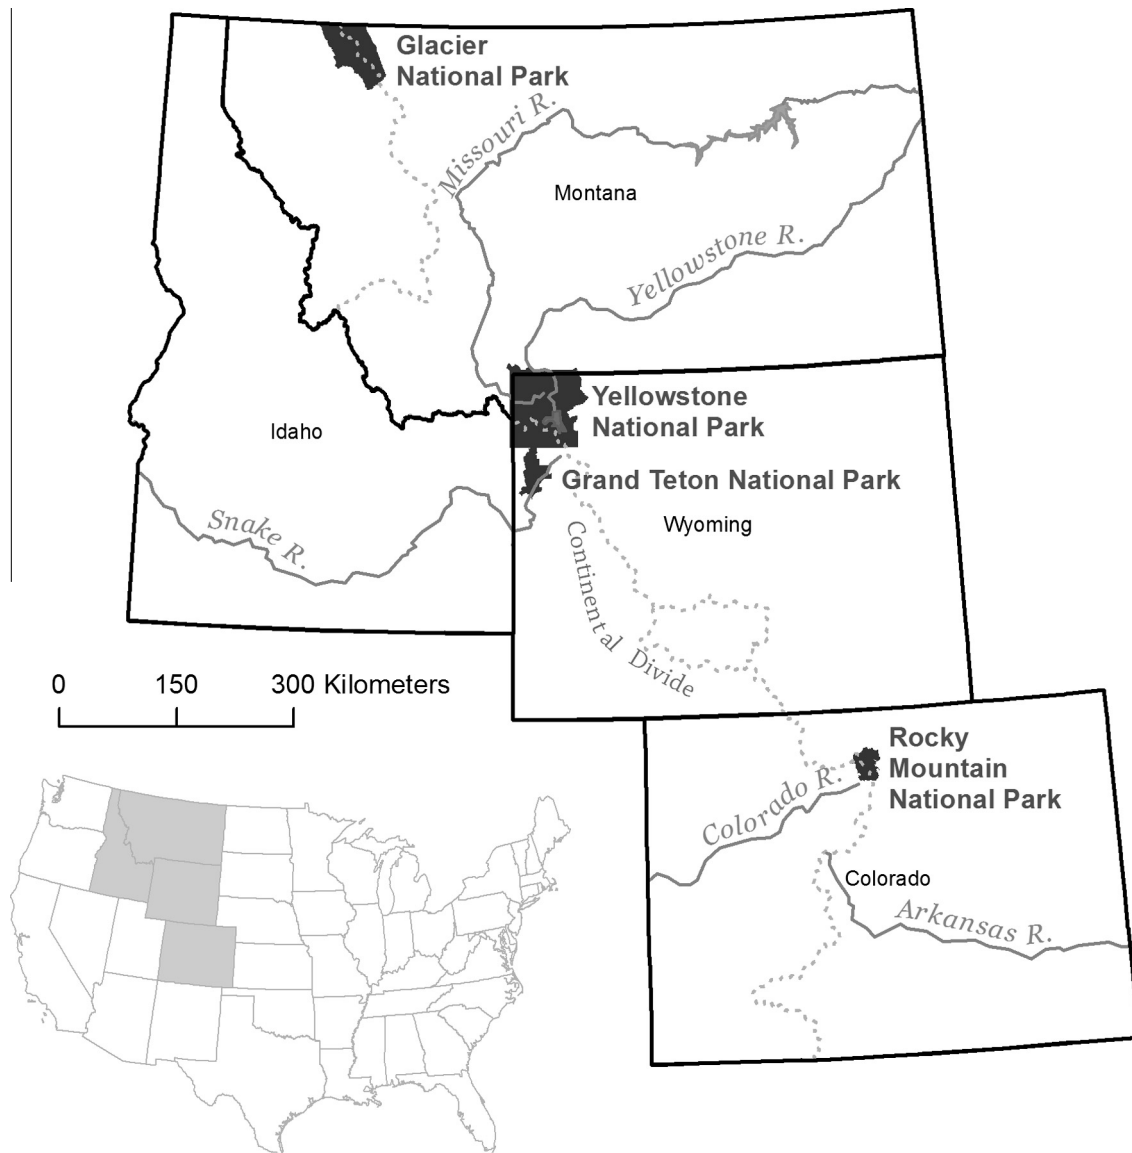 Glacier
National Park
Missouri R.
Montana
Yellowstone R.
Yellowstone
National Park
Idaho
Grand Teton National Park
Snake R.
Wyoming
Continental Divide
0 150 300 Kilometers
Rocky
Mountain
National Park
Colorado R.
Colorado
Arkansas R.